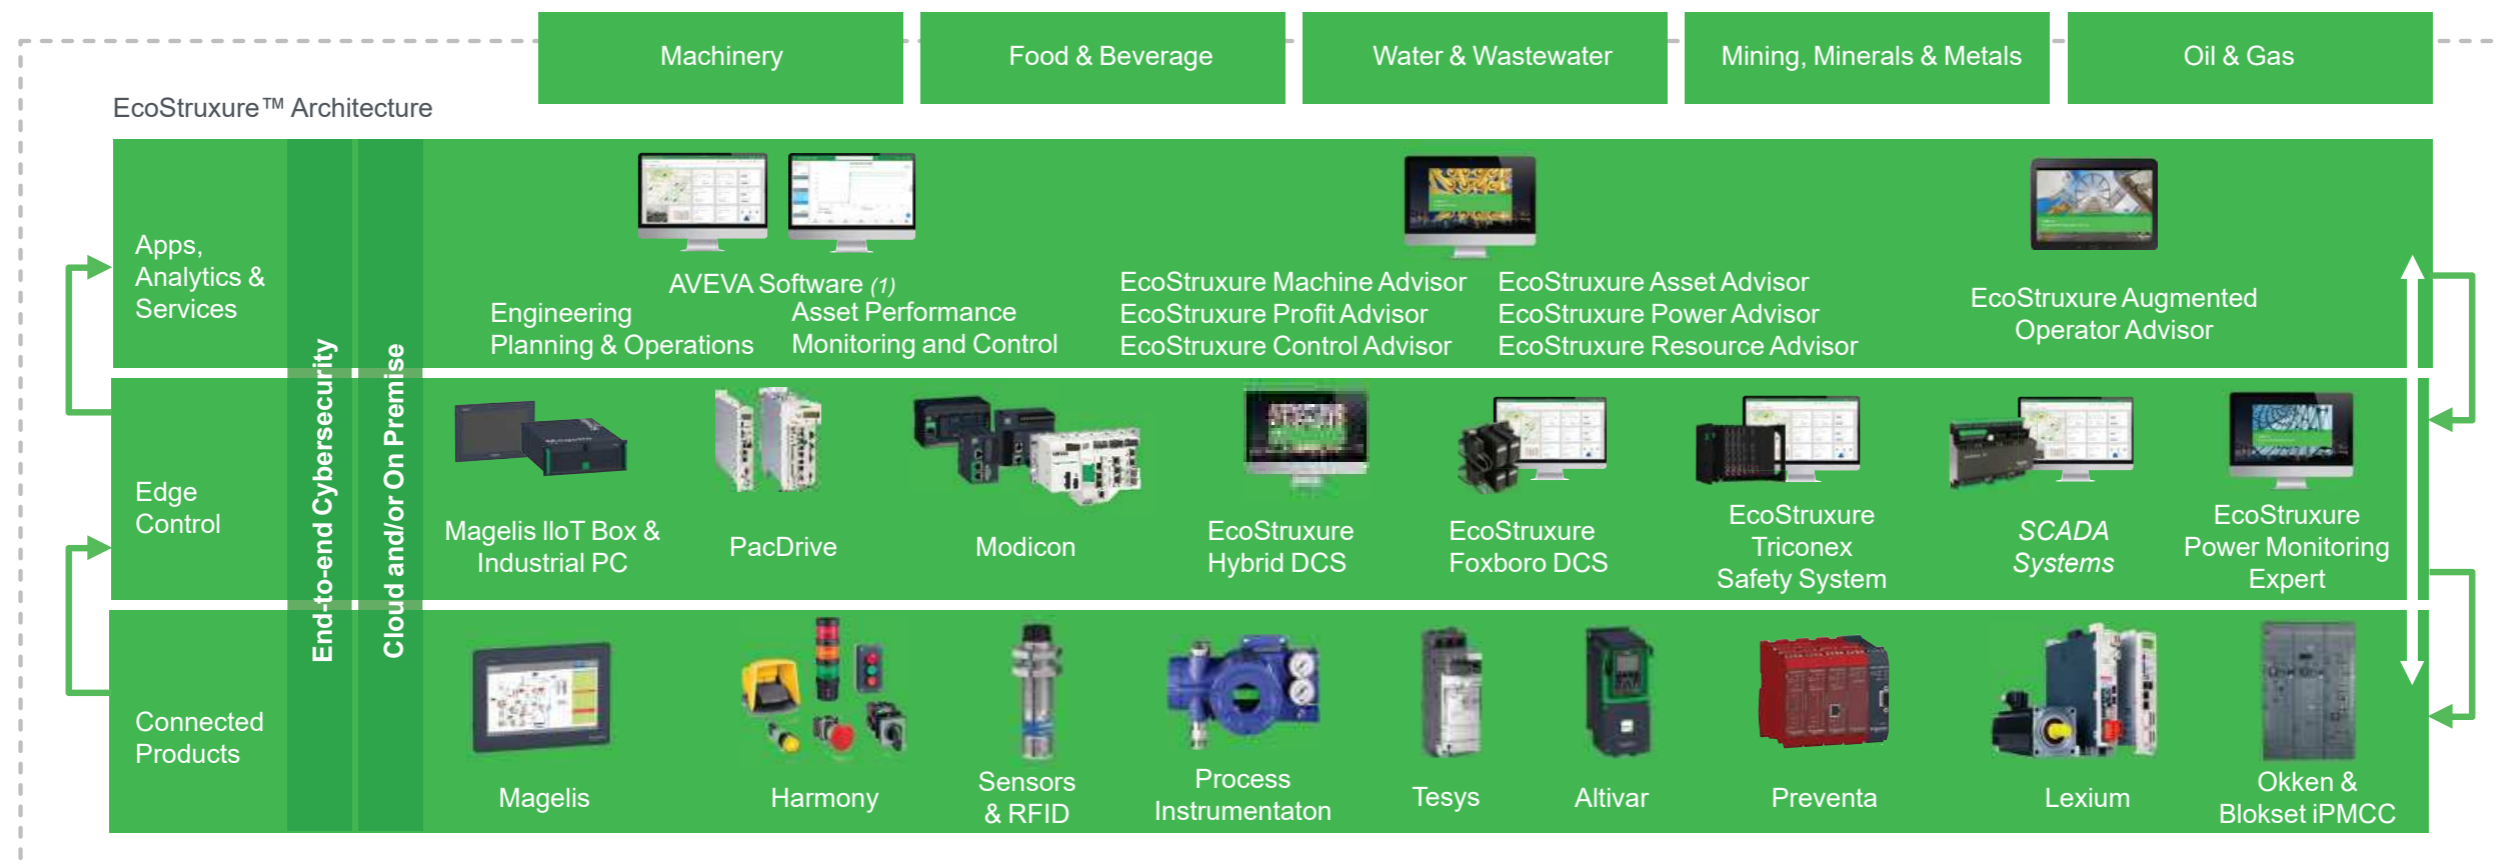 Machinery
Food & Beverage
Water & Wastewater
Mining, Minerals & Metals
Oil & Gas
EcoStruxure™ Architecture
Apps,
Analytics &
Services
End-to-end Cybersecurity
Cloud and/or On Premise
AVEVA Software (1)
Engineering
Planning & Operations
Asset Performance
Monitoring and Control
EcoStruxure Machine Advisor
EcoStruxure Profit Advisor
EcoStruxure Control Advisor
EcoStruxure Asset Advisor
EcoStruxure Power Advisor
EcoStruxure Resource Advisor
EcoStruxure Augmented
Operator Advisor
Edge
Control
Magelis IIoT Box &
Industrial PC
PacDrive
Modicon
EcoStruxure
Hybrid DCS
EcoStruxure
Foxboro DCS
EcoStruxure
Triconex
Safety System
SCADA
Systems
EcoStruxure
Power Monitoring
Expert
Connected
Products
Magelis
Harmony
Sensors
& RFID
Process
Instrumentaton
Tesys
Altivar
Preventa
Lexium
Okken &
Blokset iPMCC